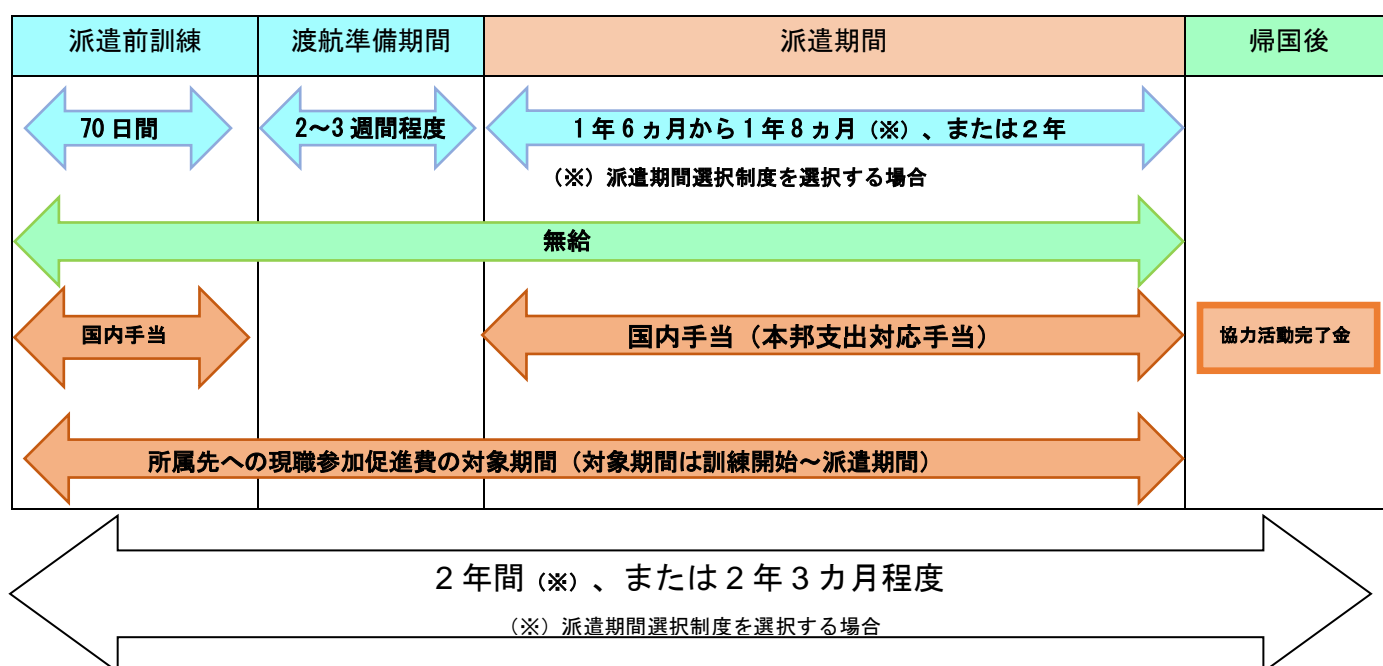 派遣前訓練
渡航準備期間
派遣期間
帰国後
70日間
2～3週間程度
1年6ヵ月から1年8ヵ月（※）、または２年
（※）派遣期間選択制度を選択する場合
無給
国内手当
国内手当（本邦支出対応手当）
協力活動完了金
所属先への現職参加促進費の対象期間（対象期間は訓練開始～派遣期間）
２年間（※）、または２年３カ月程度
（※）派遣期間選択制度を選択する場合